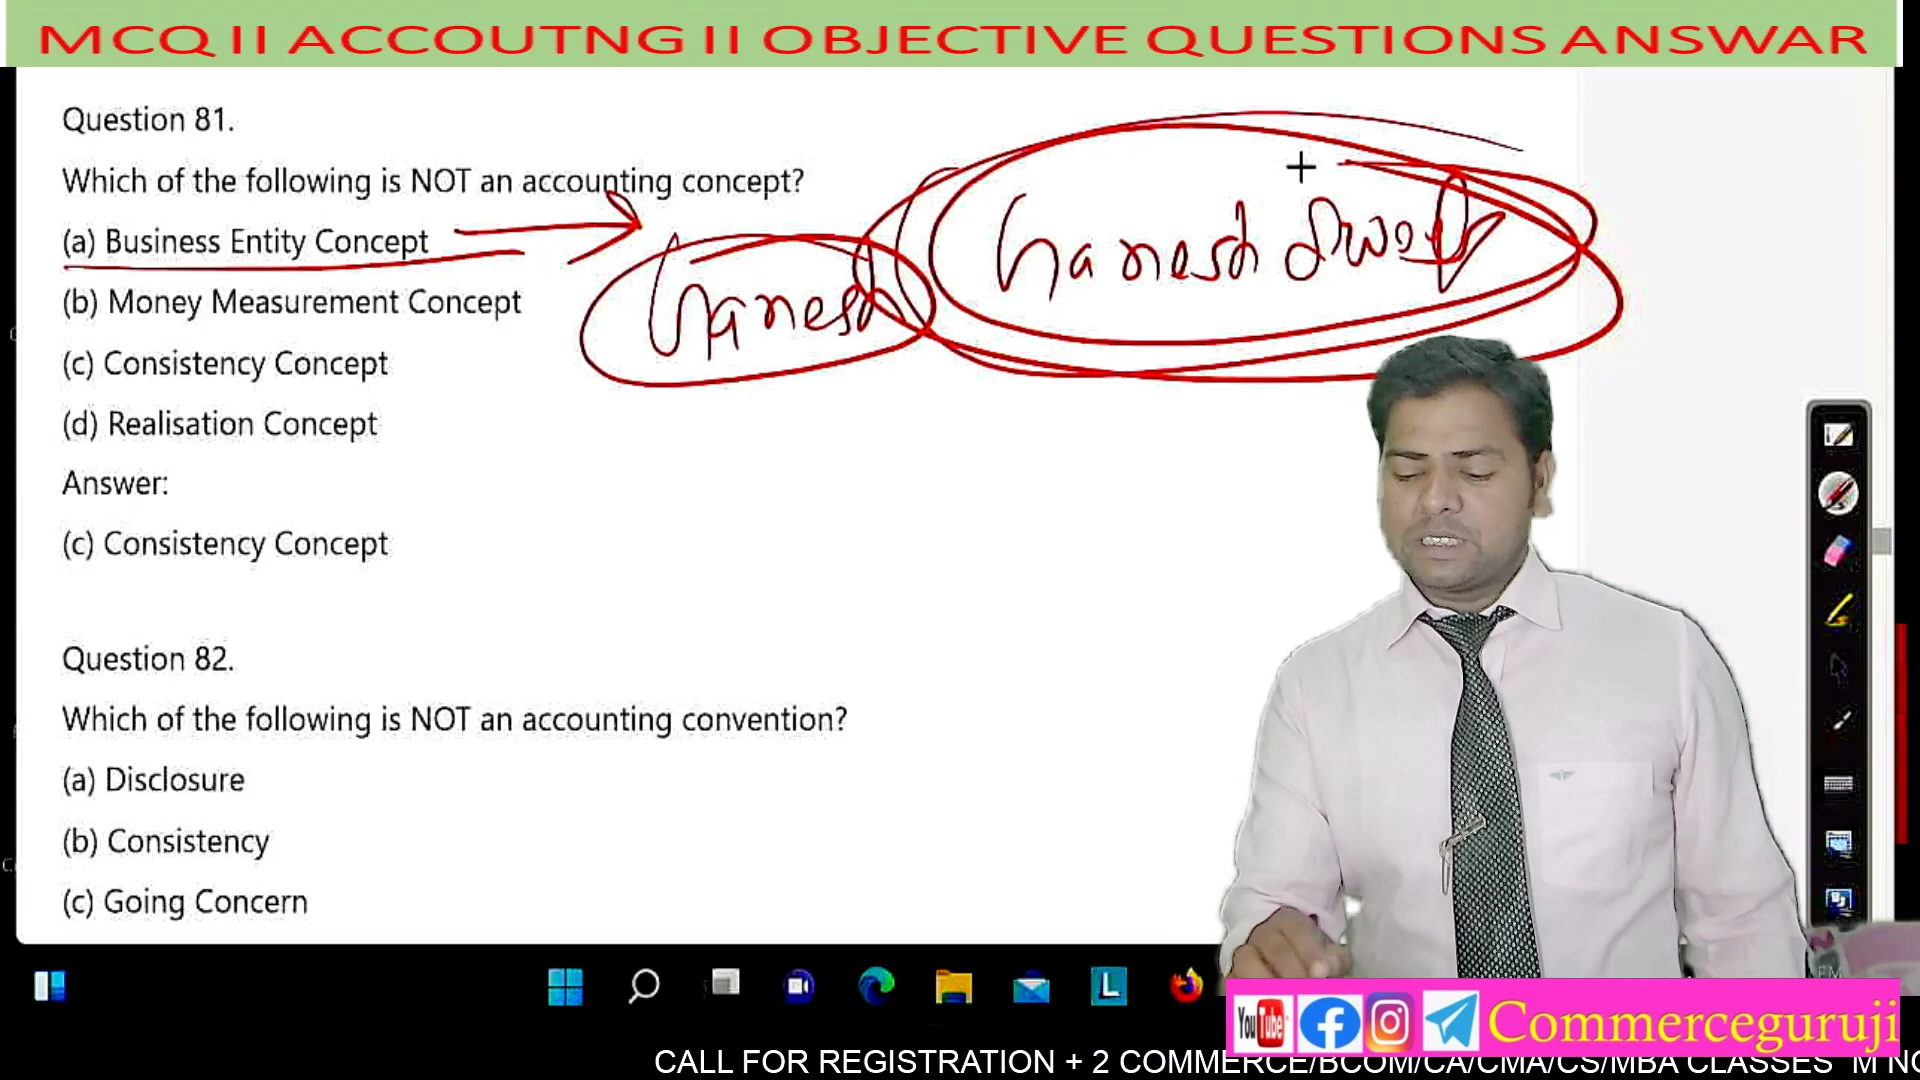 MCQ II ACCOUTNG II OBJECTIVE QUESTIONS ANSWAR
Question 81.
Which of the following is NOT an accounting concept?
(a) Business Entity Concept
(b) Money Measurement Concept
(c) Consistency Concept
(d) Realisation Concept
Answer:
(c) Consistency Concept
Ganesh
Ganesh
Question 82.
Which of the following is NOT an accounting convention?
(a) Disclosure
(b) Consistency
(c) Going Concern
You Tube
Commerceguruji
CALL FOR REGISTRATION + 2 COMMERCE/BCOM/CA/CMA/CS/MBA CLASSES M NO